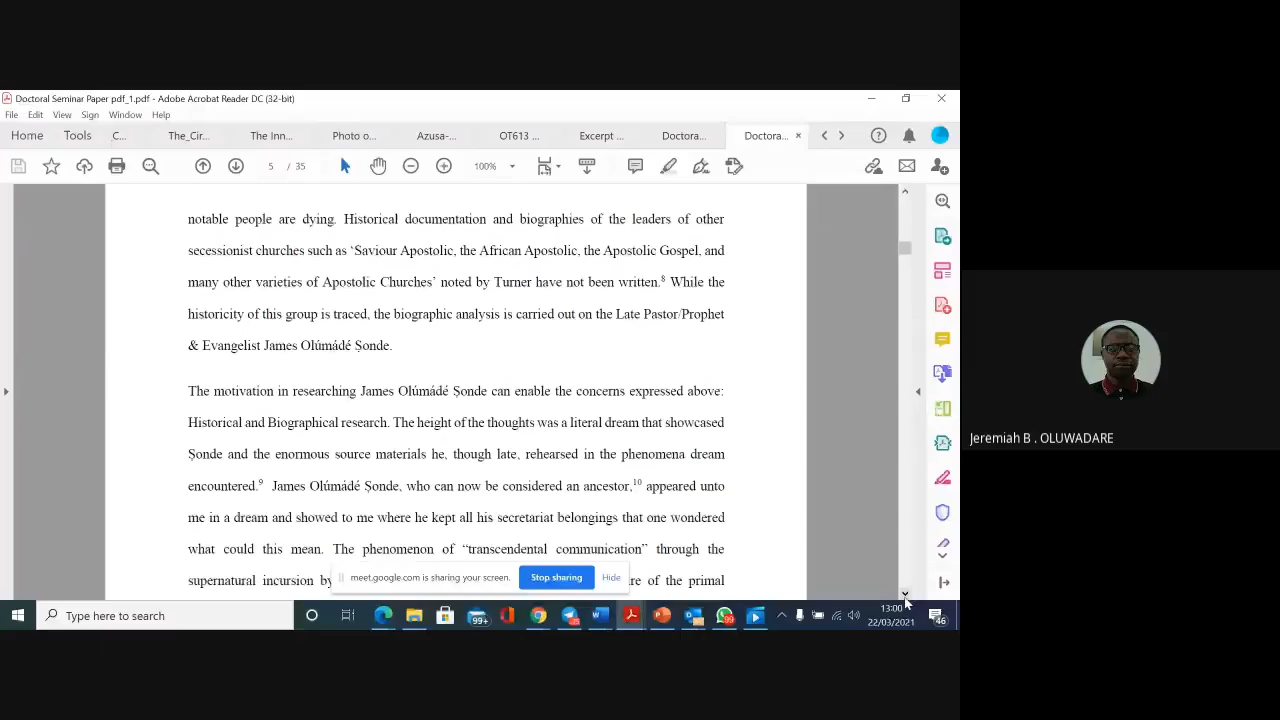 Doctoral Seminar Paper pdf_1.pdf - Adobe Acrobat Reader DC (32-bit)
File Edit View Sign Window Help
Home Tools _C... The_Cir... The Inn... Photo o... Azusa-... OT613 ... Excerpt ... Doctora... Doctora... ×
5 / 35 100%
notable people are dying. Historical documentation and biographies of the leaders of other
secessionist churches such as ‘Saviour Apostolic, the African Apostolic, the Apostolic Gospel, and
many other varieties of Apostolic Churches’ noted by Turner have not been written.⁸ While the
historicity of this group is traced, the biographic analysis is carried out on the Late Pastor/Prophet
& Evangelist James Olúmádé Ṣonde.
The motivation in researching James Olúmádé Ṣonde can enable the concerns expressed above:
Historical and Biographical research. The height of the thoughts was a literal dream that showcased
Ṣonde and the enormous source materials he, though late, rehearsed in the phenomena dream
encountered.⁹ James Olúmádé Ṣonde, who can now be considered an ancestor,¹⁰ appeared unto
me in a dream and showed to me where he kept all his secretariat belongings that one wondered
what could this mean. The phenomenon of “transcendental communication” through the
supernatural incursion by re of the primal
meet.google.com is sharing your screen. Stop sharing Hide
Jeremiah B . OLUWADARE
Type here to search
99+
13:00
22/03/2021
46